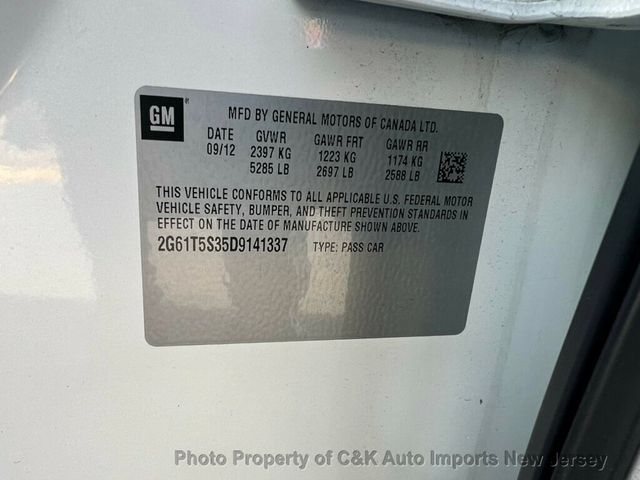 GM
MFD BY GENERAL MOTORS OF CANADA LTD.
DATE GVWR GAWR FRT GAWR RR
09/12 2397 KG 1223 KG 1174 KG
5285 LB 2697 LB 2588 LB
THIS VEHICLE CONFORMS TO ALL APPLICABLE U.S. FEDERAL MOTOR
VEHICLE SAFETY, BUMPER, AND THEFT PREVENTION STANDARDS IN
EFFECT ON THE DATE OF MANUFACTURE SHOWN ABOVE.
2G61T5S35D9141337 TYPE: PASS CAR
Photo Property of C&K Auto Imports New Jersey